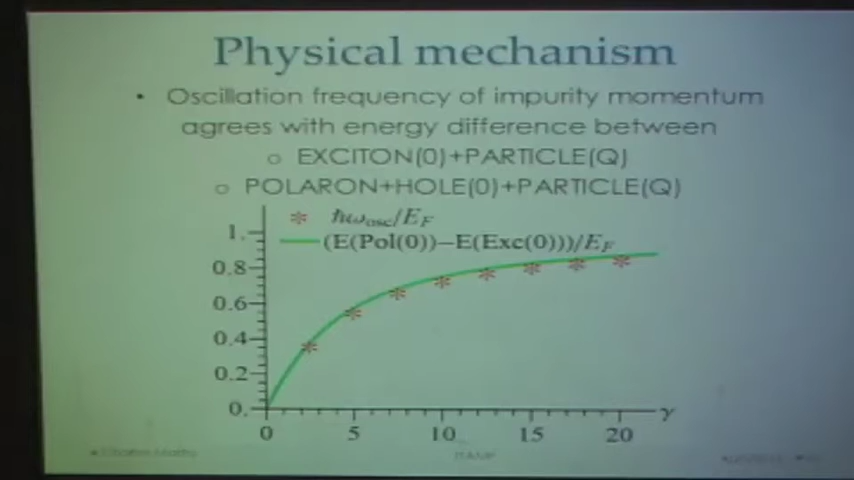 Physical mechanism
• Oscillation frequency of impurity momentum
agrees with energy difference between
o EXCITON(0)+PARTICLE(Q)
o POLARON+HOLE(0)+PARTICLE(Q)
* ℏω_osc/E_F
(E(Pol(0))−E(Exc(0)))/E_F
1.
0.8
0.6
0.4
0.2
0.
0 5 10 15 20 γ
ITAMP